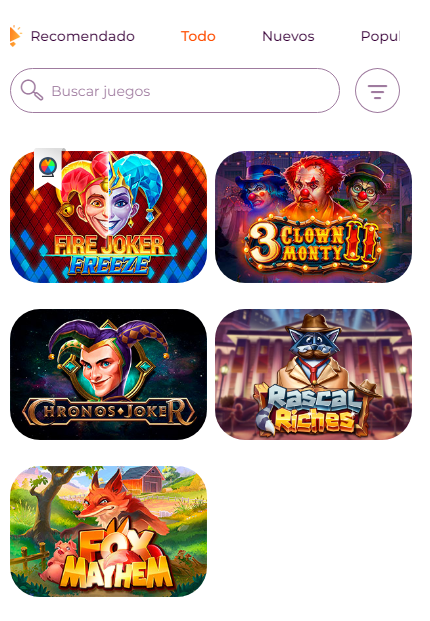 Recomendado Todo Nuevos Popul
Buscar juegos
FIRE JOKER
FREEZE
3 CLOWN
MONTY II
CHRONOS JOKER
RASCAL
RICHES
FOX
MAYHEM